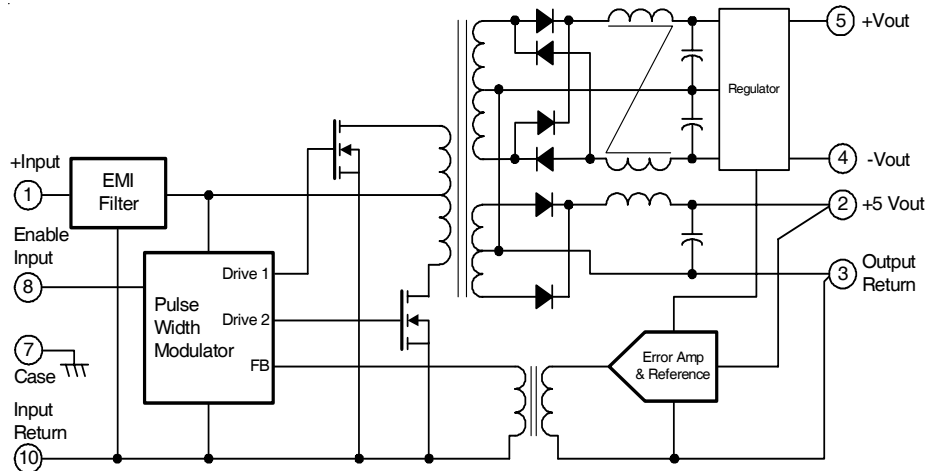 5 +Vout
Regulator
+Input
1
EMI
Filter
4 -Vout
2 +5 Vout
Enable
Input
8
Drive 1
3 Output
Return
Pulse
Width
Modulator
Drive 2
7
Case
FB
Error Amp
& Reference
Input
Return
10